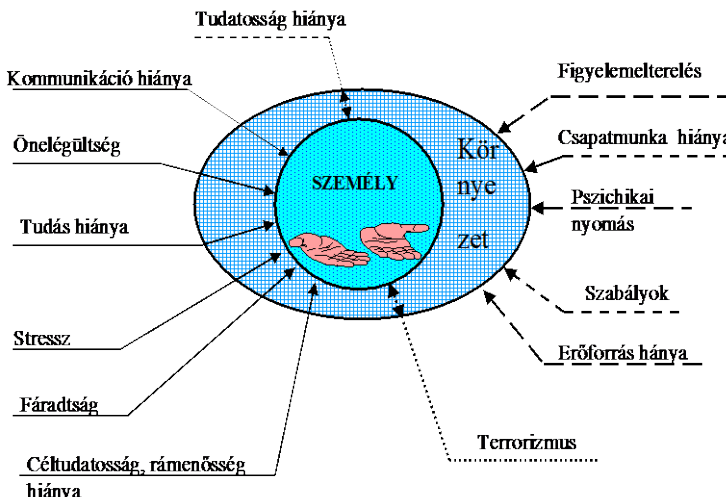 Tudatosság hiánya
Kommunikáció hiánya
Önelégültség
Tudás hiánya
Stressz
Fáradtság
Céltudatosság, rámenősség
hiánya
SZEMÉLY
Kör
nye
zet
Figyelemelterelés
Csapatmunka hiánya
Pszichikai
nyomás
Szabályok
Erőforrás hánya
Terrorizmus